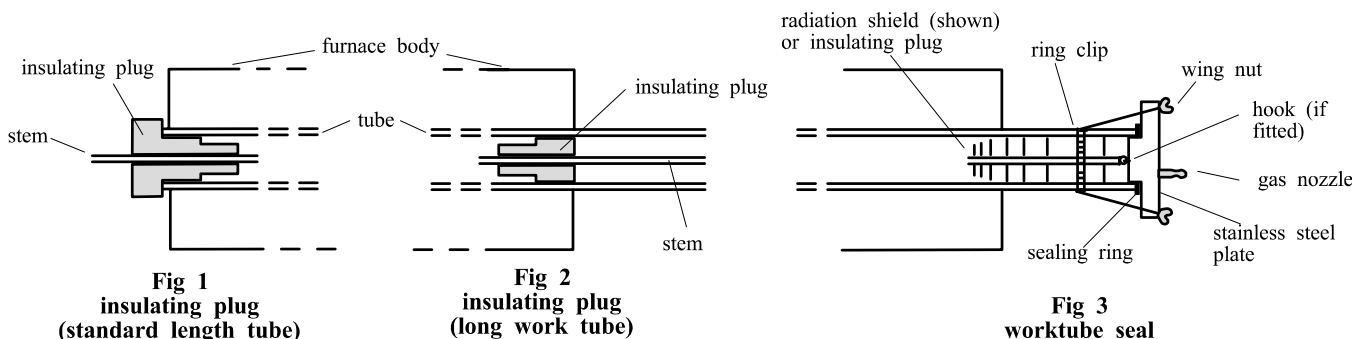 furnace body
insulating plug
stem
tube
insulating plug
stem
radiation shield (shown)
or insulating plug
ring clip
wing nut
hook (if
fitted)
gas nozzle
stainless steel
plate
sealing ring
Fig 1
insulating plug
(standard length tube)
Fig 2
insulating plug
(long work tube)
Fig 3
worktube seal